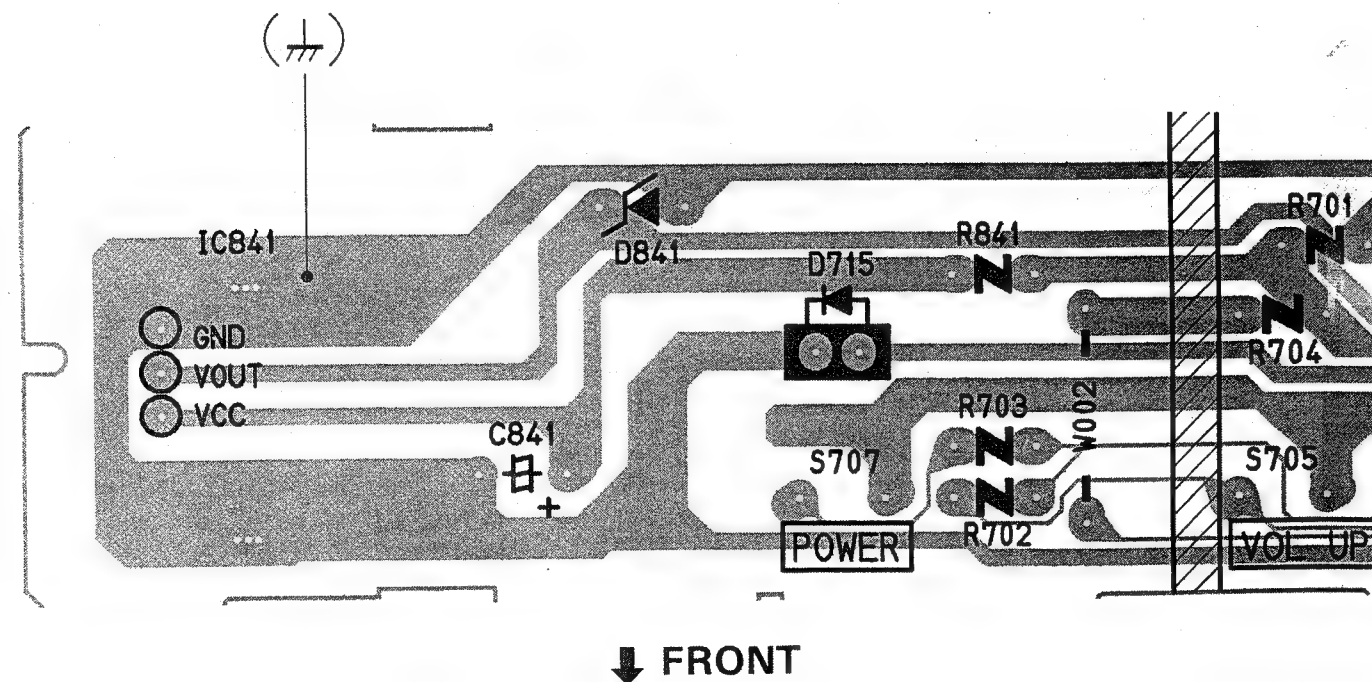 IC841
D841
D715
R841
R701
GND
VOUT
VCC
R704
C841
+
R703
W002
S707
S705
R702
POWER
VOL UP
FRONT